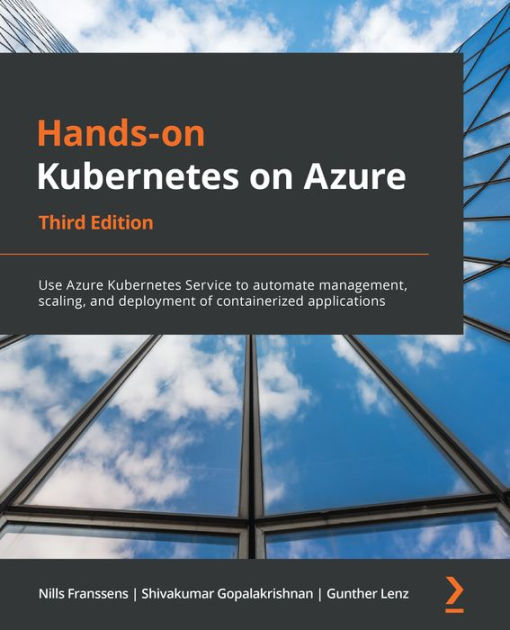 Hands-on
Kubernetes on Azure
Third Edition
Use Azure Kubernetes Service to automate management,
scaling, and deployment of containerized applications
Nills Franssens | Shivakumar Gopalakrishnan | Gunther Lenz